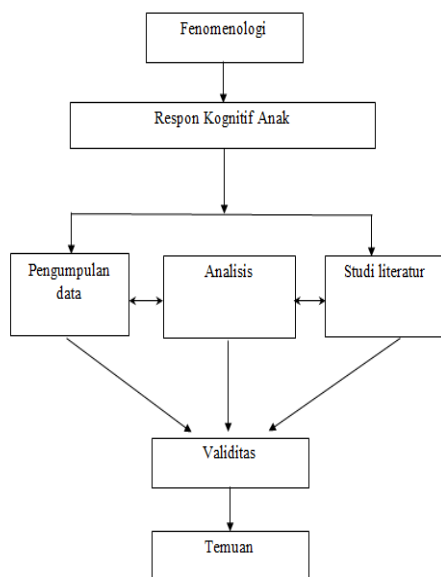 Fenomenologi
Respon Kognitif Anak
Pengumpulan
data
Analisis
Studi literatur
Validitas
Temuan